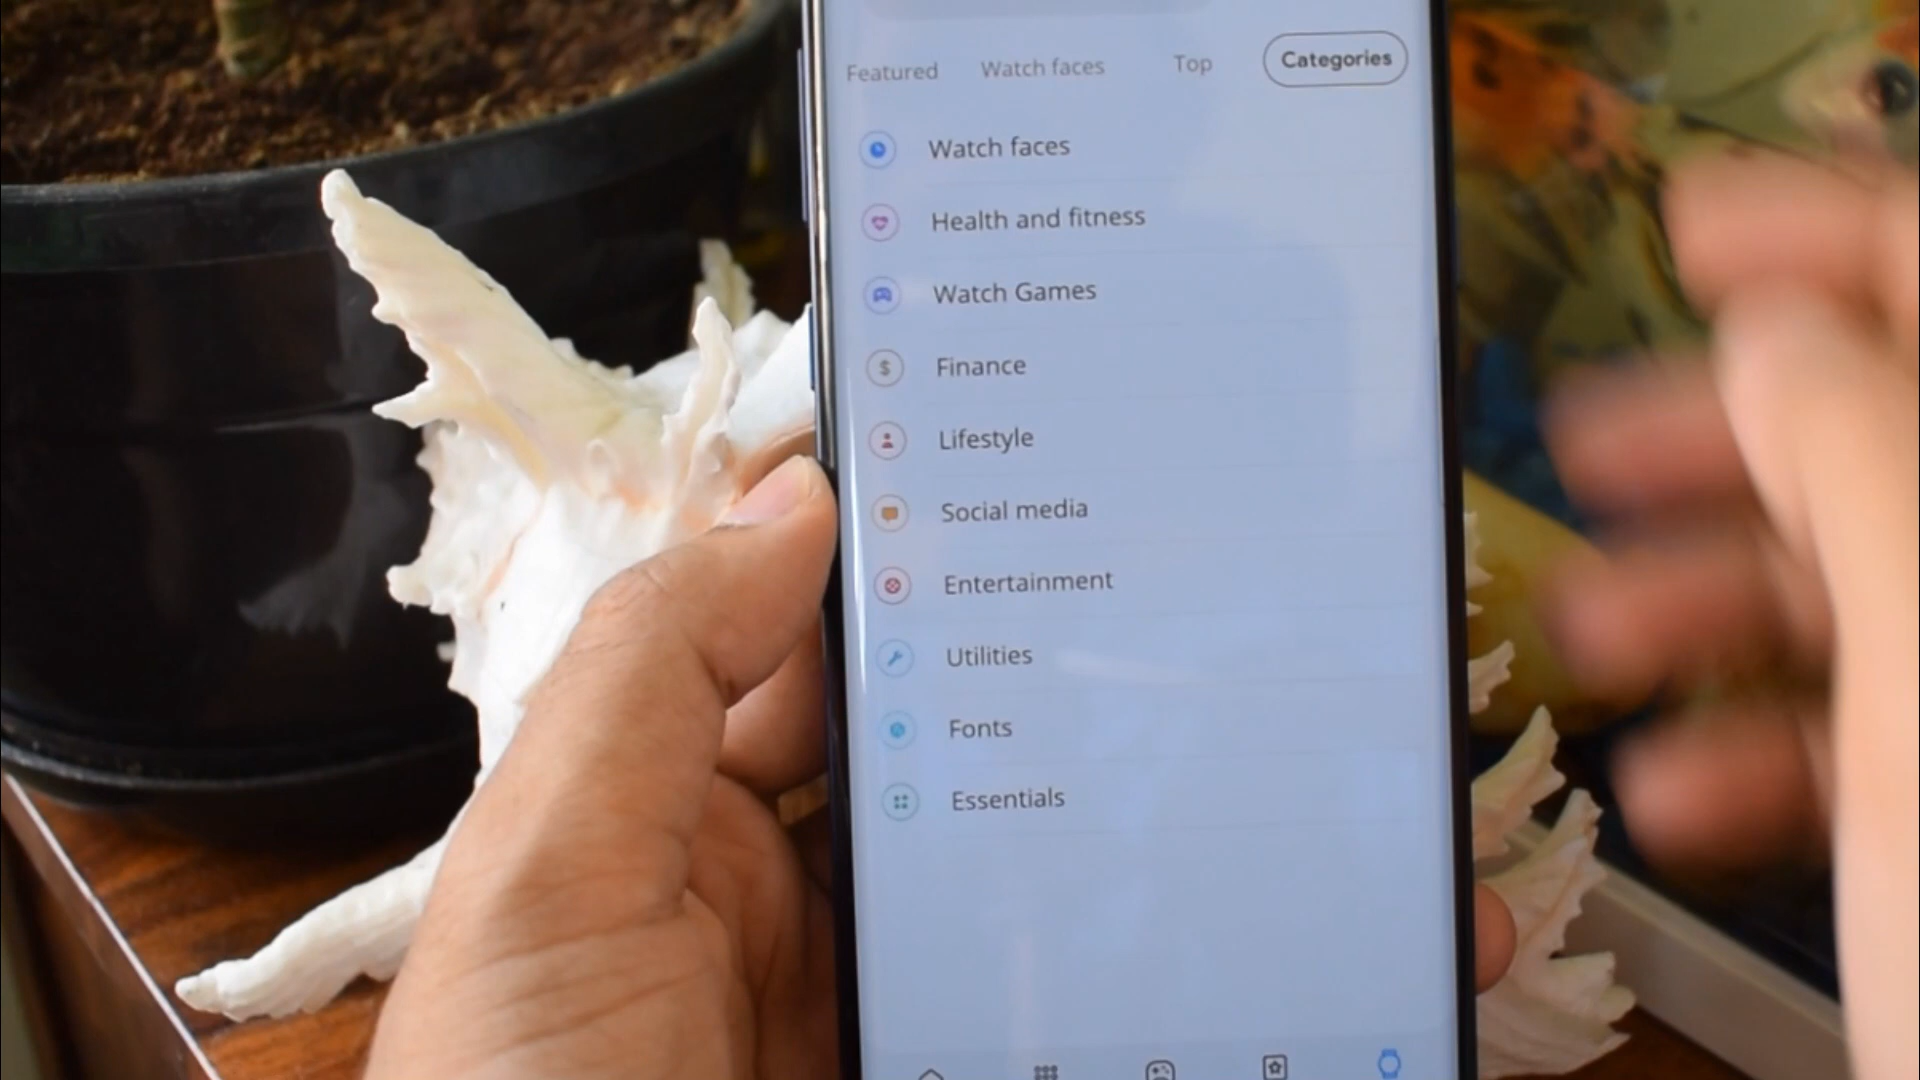 Featured Watch faces Top Categories
Watch faces
Health and fitness
Watch Games
$ Finance
Lifestyle
Social media
Entertainment
Utilities
Fonts
Essentials